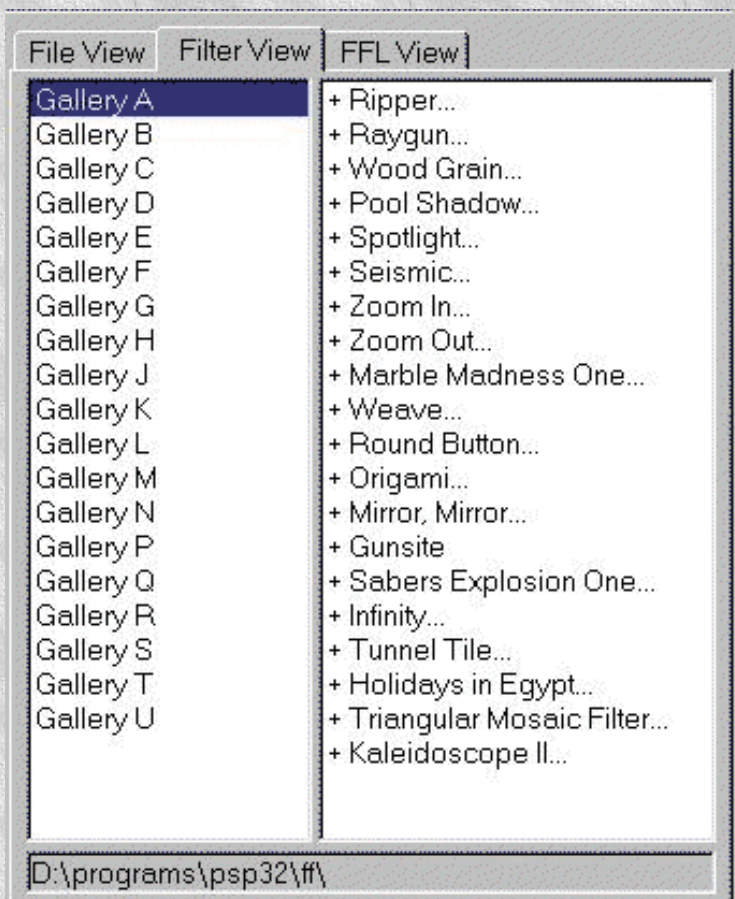 File View Filter View FFL View
Gallery A
Gallery B
Gallery C
Gallery D
Gallery E
Gallery F
Gallery G
Gallery H
Gallery J
Gallery K
Gallery L
Gallery M
Gallery N
Gallery P
Gallery Q
Gallery R
Gallery S
Gallery T
Gallery U
+ Ripper...
+ Raygun...
+ Wood Grain...
+ Pool Shadow...
+ Spotlight...
+ Seismic...
+ Zoom In...
+ Zoom Out...
+ Marble Madness One...
+ Weave...
+ Round Button...
+ Origami...
+ Mirror, Mirror...
+ Gunsite
+ Sabers Explosion One...
+ Infinity...
+ Tunnel Tile...
+ Holidays in Egypt...
+ Triangular Mosaic Filter...
+ Kaleidoscope II...
D:\programs\psp32\ff\